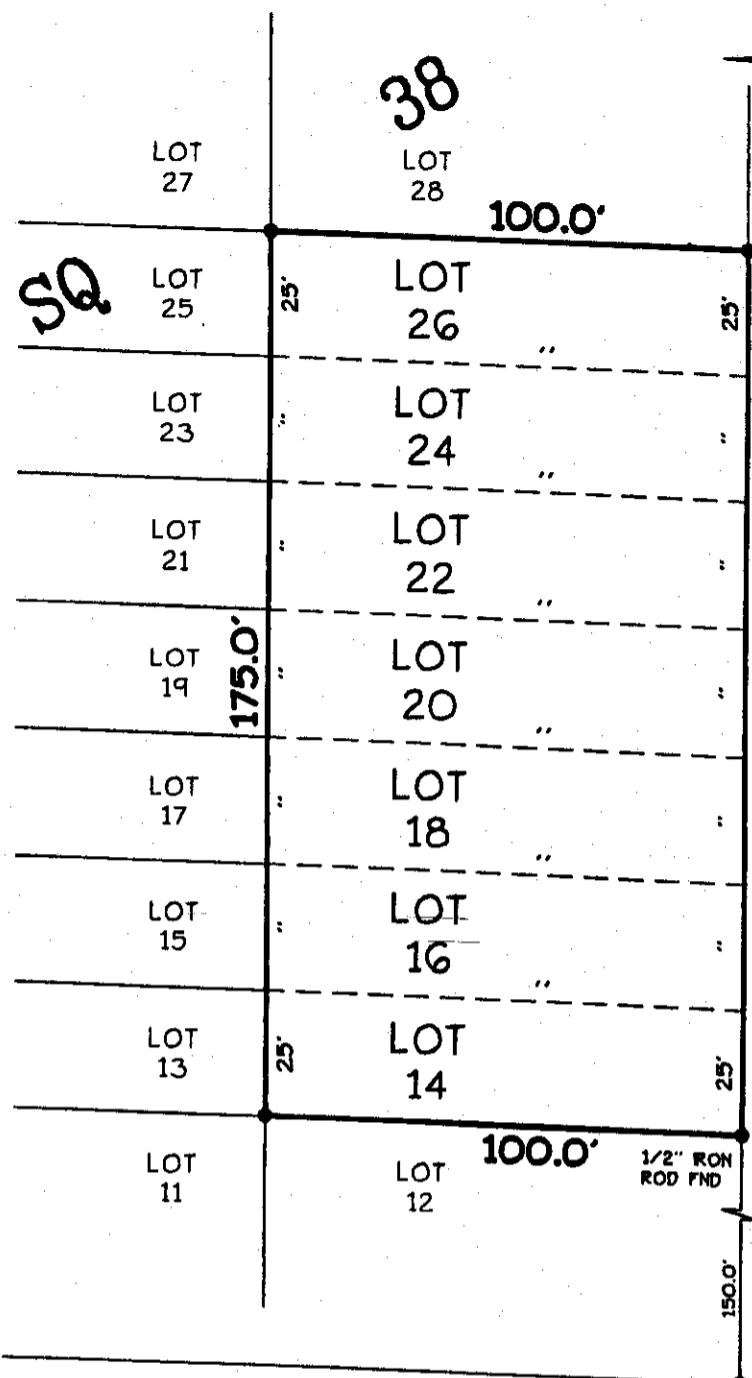 38
LOT
27
LOT
28
100.0'
SQ
LOT
25
25'
LOT
26
25'
"
LOT
23
"
LOT
24
"
"
LOT
21
"
LOT
22
"
"
175.0'
LOT
19
"
LOT
20
"
"
LOT
17
"
LOT
18
"
"
LOT
15
"
LOT
16
"
"
LOT
13
25'
LOT
14
25'
100.0'
1/2" RON
ROD FND
LOT
11
LOT
12
150.0'